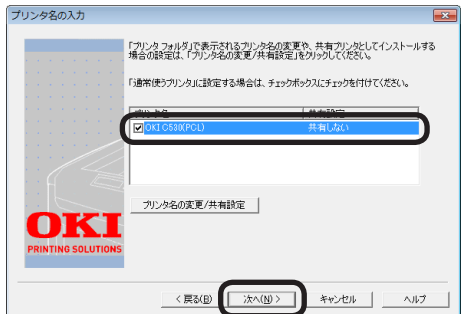 プリンタ名の入力
「プリンタ フォルダ」で表示されるプリンタ名の変更や、共有プリンタとしてインストールする
場合の設定は、「プリンタ名の変更/共有設定」をクリックしてください。
「通常使うプリンタ」に設定する場合は、チェックボックスにチェックを付けてください。
プリンタ名 共有設定
OKI C530(PCL) 共有しない
プリンタ名の変更/共有設定
OKI
PRINTING SOLUTIONS
< 戻る(B) 次へ(N) > キャンセル ヘルプ